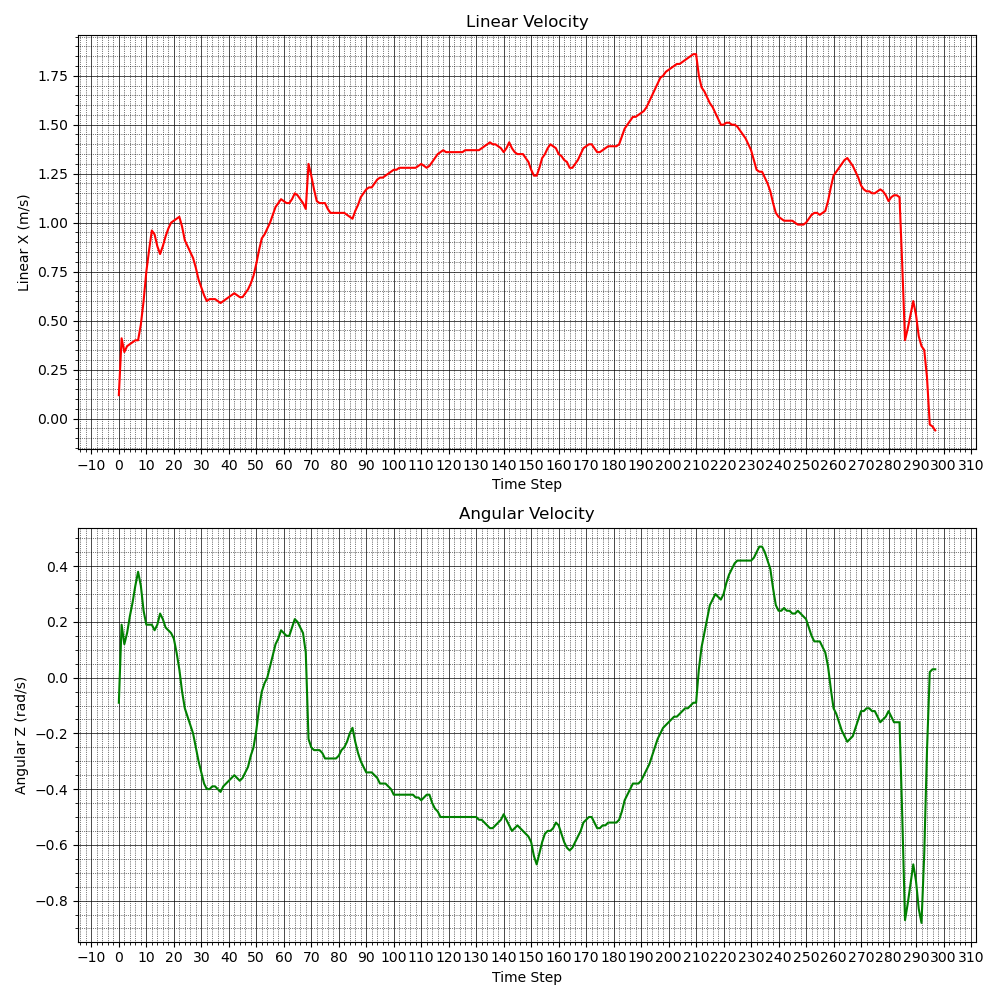 Linear Velocity
1.75
1.50
1.25
1.00
0.75
0.50
0.25
0.00
Linear X (m/s)
−10 0 10 20 30 40 50 60 70 80 90 100 110 120 130 140 150 160 170 180 190 200 210 220 230 240 250 260 270 280 290 300 310
Time Step
Angular Velocity
0.4
0.2
0.0
−0.2
−0.4
−0.6
−0.8
Angular Z (rad/s)
−10 0 10 20 30 40 50 60 70 80 90 100 110 120 130 140 150 160 170 180 190 200 210 220 230 240 250 260 270 280 290 300 310
Time Step